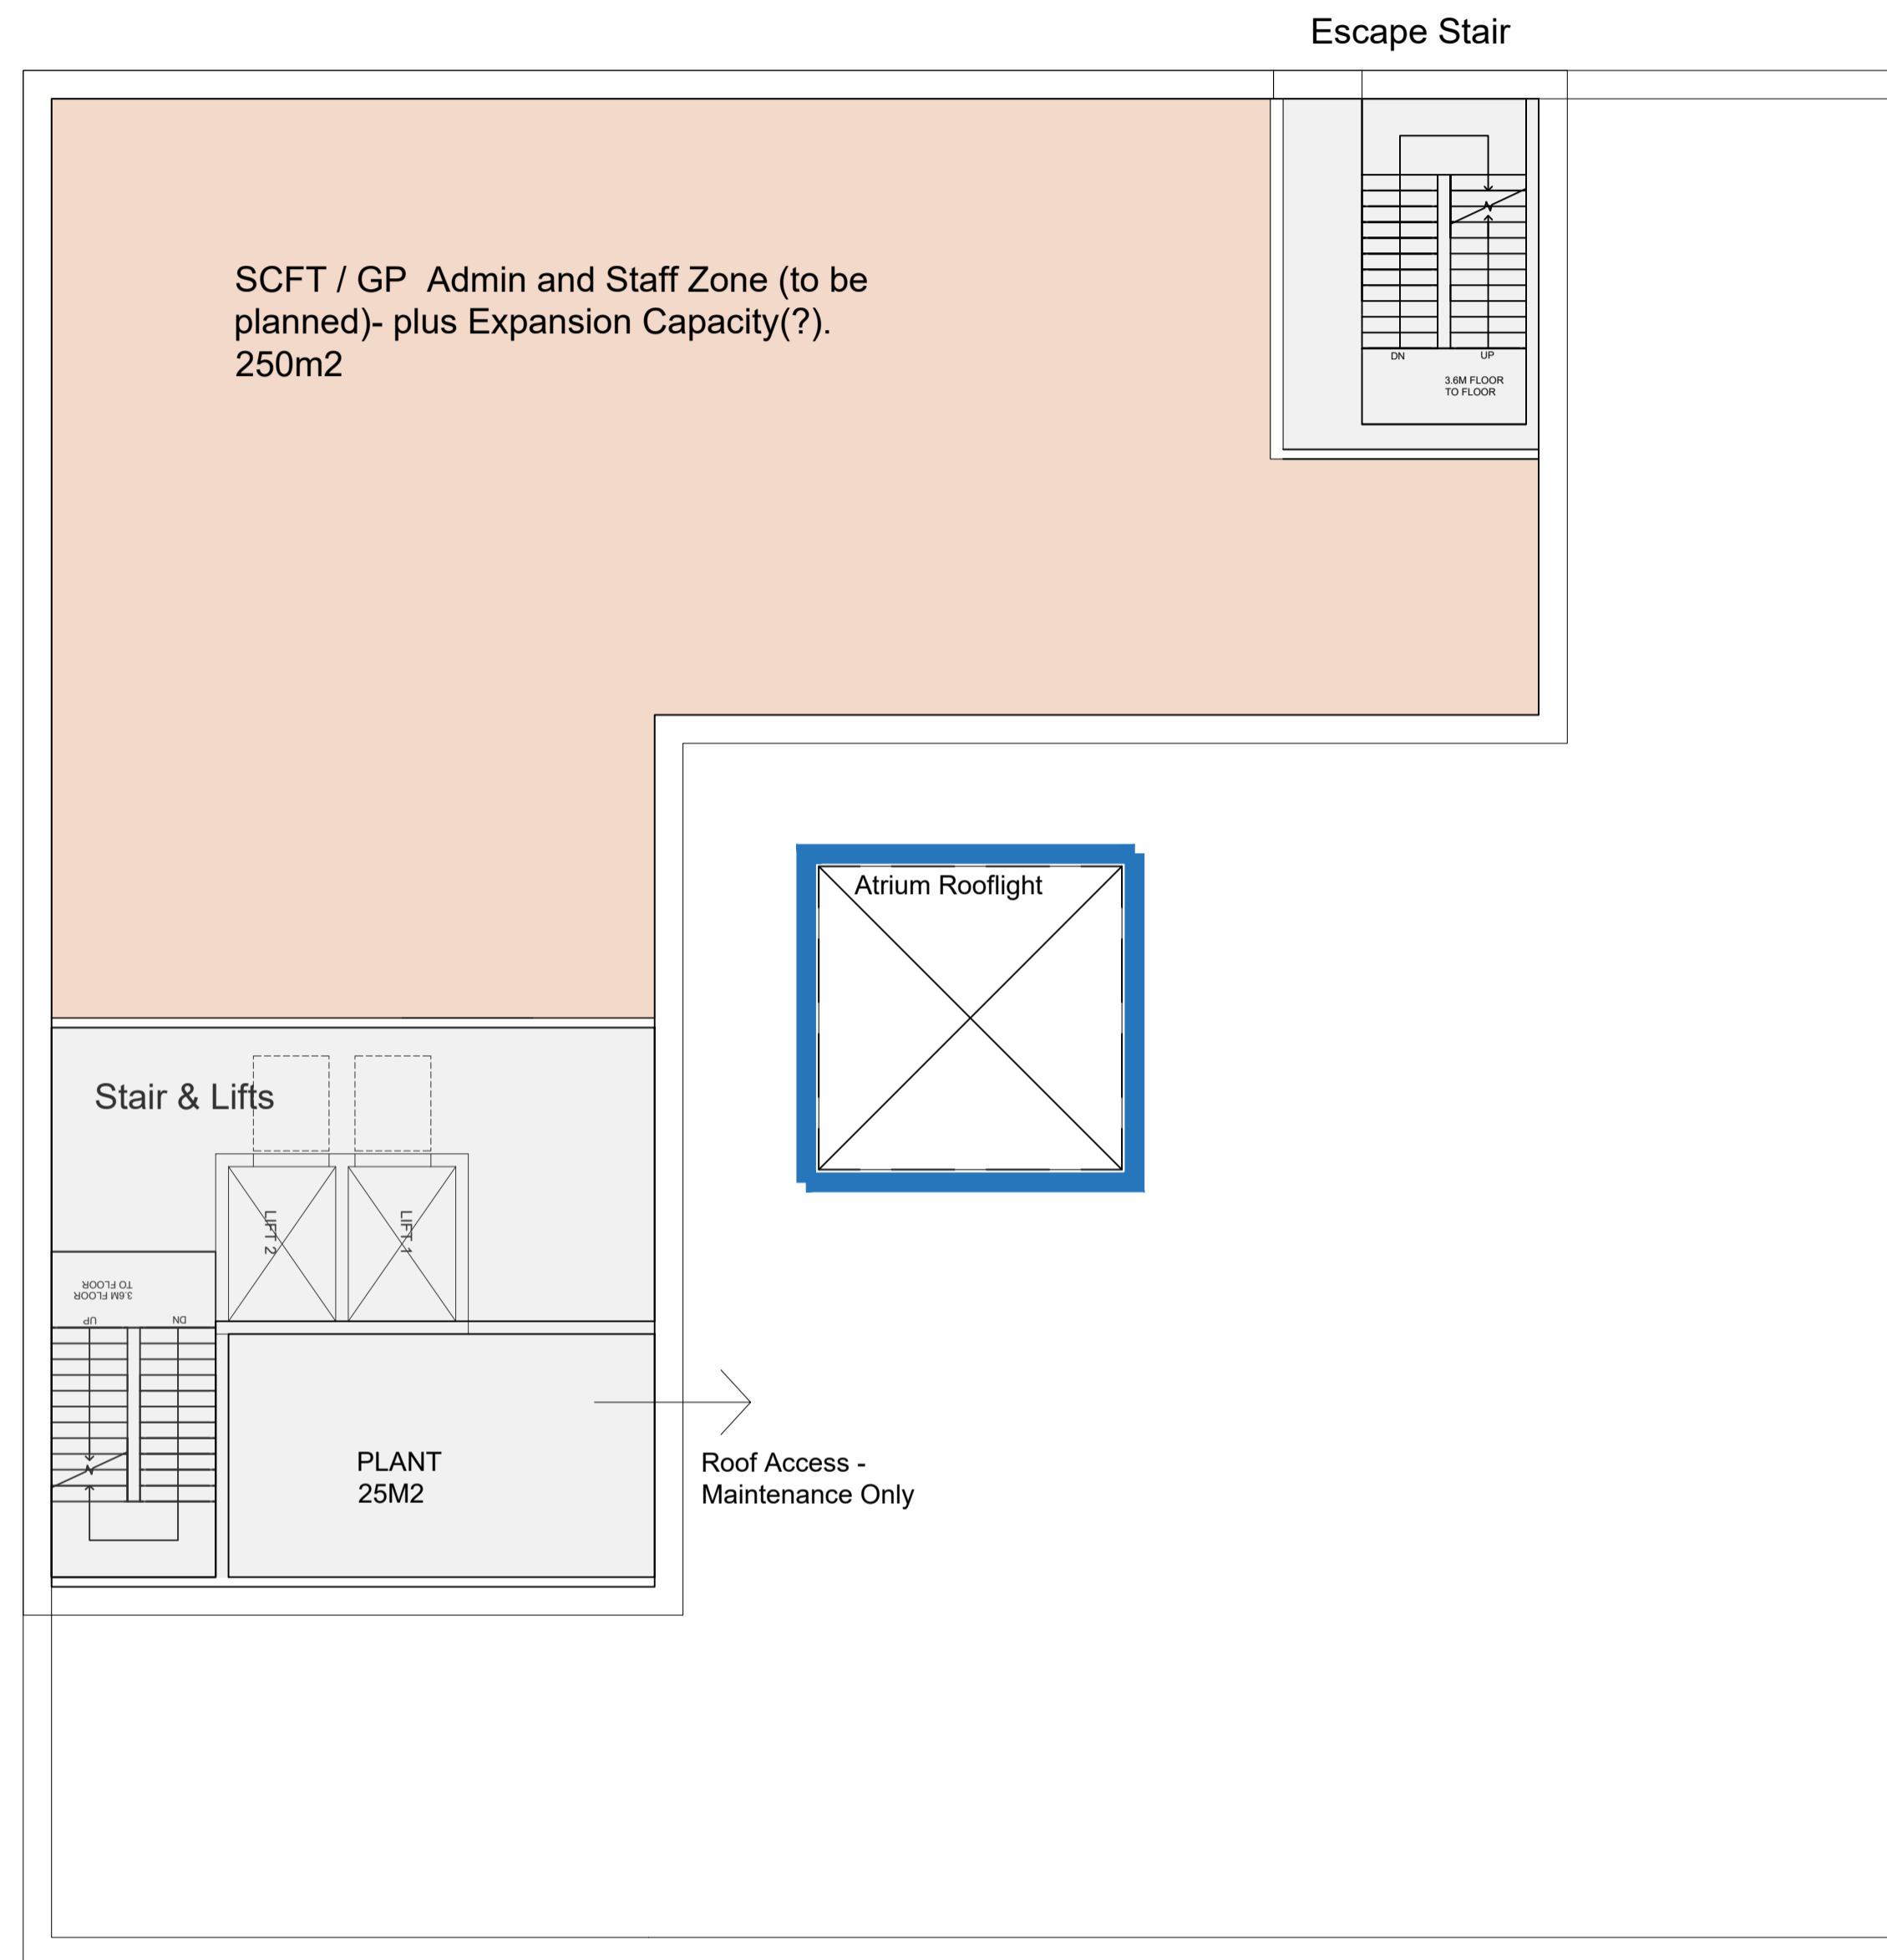 Escape Stair
SCFT / GP  Admin and Staff Zone (to be
planned)- plus Expansion Capacity(?).
250m2
DN
UP
3.6M FLOOR
TO FLOOR
Atrium Rooflight
Stair & Lifts
LIFT 2
LIFT 1
3.6M FLOOR
TO FLOOR
UP
DN
PLANT
25M2
Roof Access -
Maintenance Only